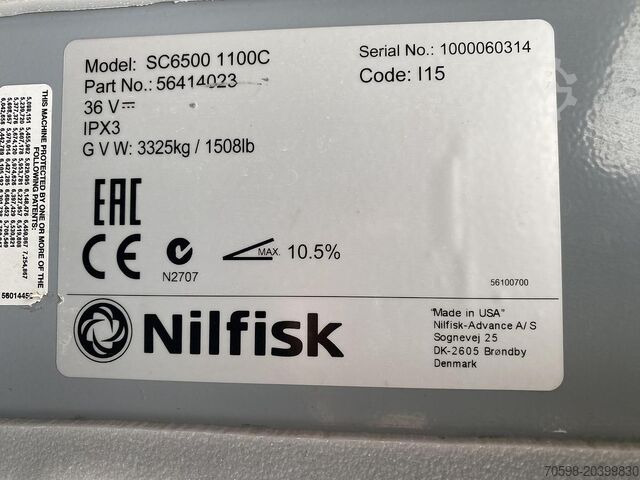 Model: SC6500 1100C
Serial No.: 1000060314
Part No.: 56414023
Code: I15
36 V
IPX3
G V W: 3325kg / 1508lb
EAC
CE
N2707
MAX. 10.5%
56100700
Nilfisk
"Made in USA"
Nilfisk-Advance A/S
Sognevej 25
DK-2605 Brøndby
Denmark
THIS MACHINE PROTECTED BY ONE OR MORE OF THE
FOLLOWING PATENTS:
70598-20399830